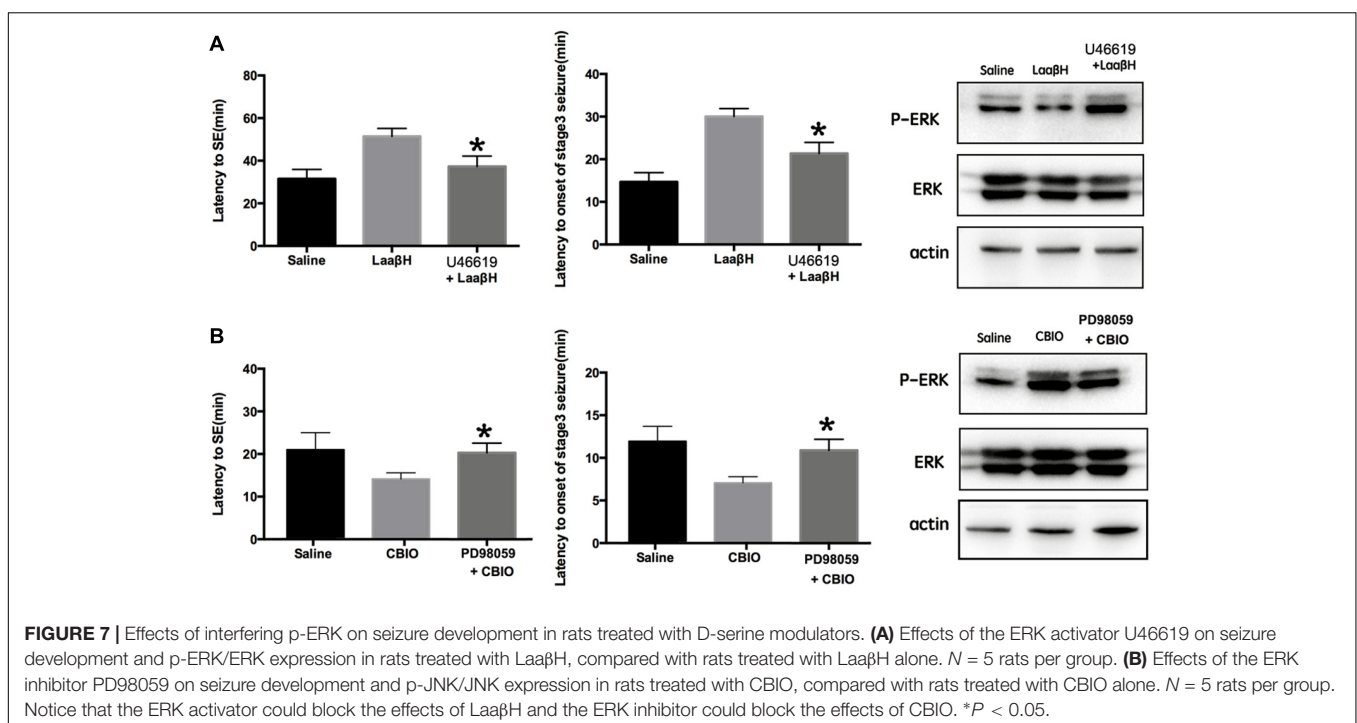 A
Latency to SE(min)
80
60
40
20
0
*
Saline
LaaβH
U46619
+ LaaβH
Latency to onset of stage3 seizure(min)
40
30
20
10
0
*
Saline
LaaβH
U46619
+ LaaβH
Saline
LaaβH
U46619
+LaaβH
P-ERK
ERK
actin
B
Latency to SE(min)
40
30
20
10
0
*
Saline
CBIO
PD98059
+ CBIO
Latency to onset of stage3 seizure(min)
20
15
10
5
0
*
Saline
CBIO
PD98059
+ CBIO
Saline
CBIO
PD98059
+ CBIO
P-ERK
ERK
actin
FIGURE 7 | Effects of interfering p-ERK on seizure development in rats treated with D-serine modulators. (A) Effects of the ERK activator U46619 on seizure
development and p-ERK/ERK expression in rats treated with LaaβH, compared with rats treated with LaaβH alone. N = 5 rats per group. (B) Effects of the ERK
inhibitor PD98059 on seizure development and p-JNK/JNK expression in rats treated with CBIO, compared with rats treated with CBIO alone. N = 5 rats per group.
Notice that the ERK activator could block the effects of LaaβH and the ERK inhibitor could block the effects of CBIO. *P < 0.05.